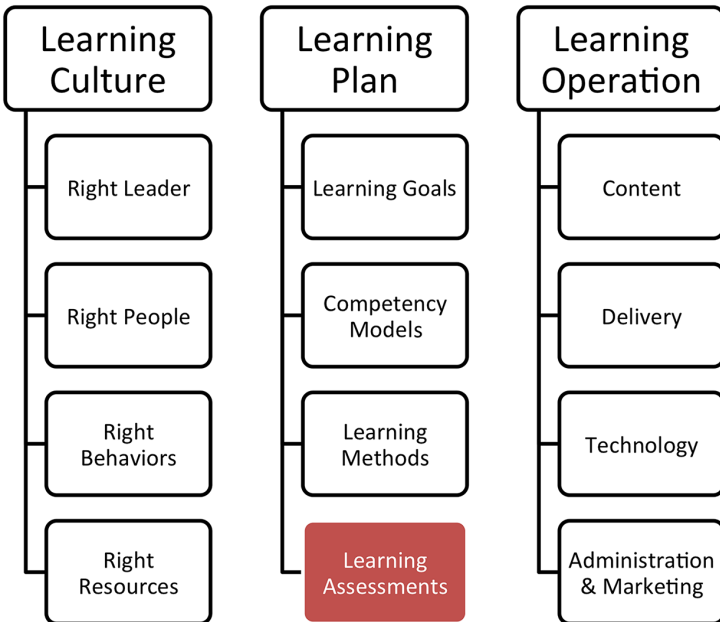 Learning
Culture
Right Leader
Right People
Right
Behaviors
Right
Resources
Learning
Plan
Learning Goals
Competency
Models
Learning
Methods
Learning
Assessments
Learning
Operation
Content
Delivery
Technology
Administration
& Marketing